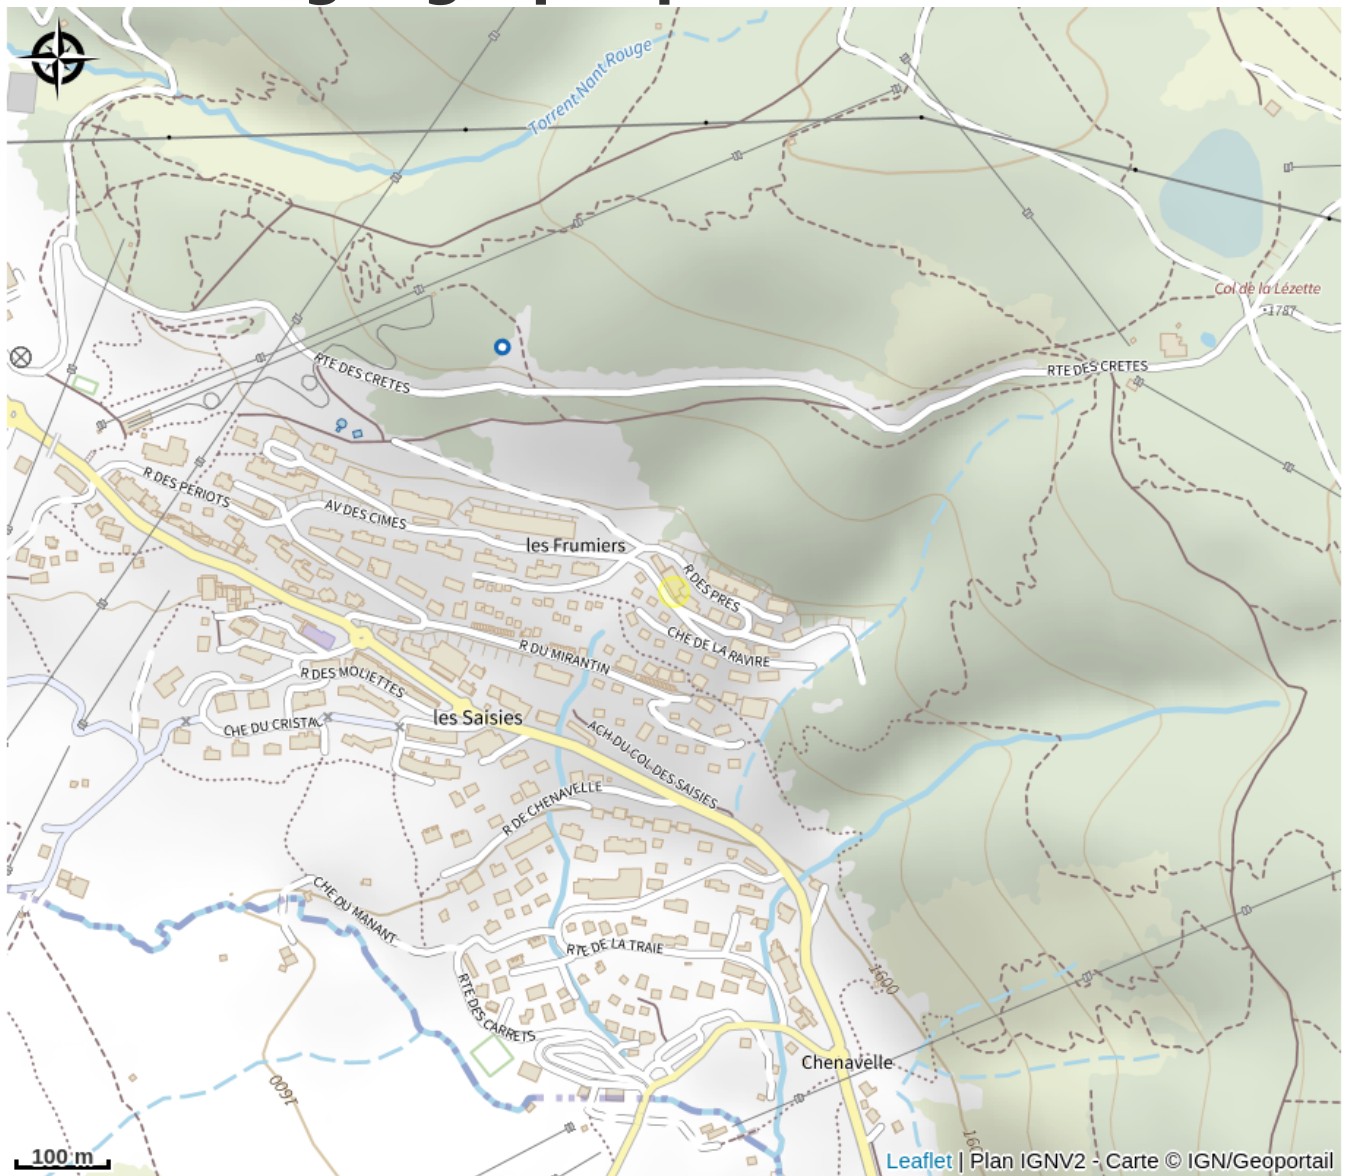 Torrent Nant Rouge
Col de la Lézette
1787
RTE DES CRETES
RTE DES CRETES
R DES PERIOTS
AV DES CIMES
les Frumiers
R DES PRES
CHE DE LA RAVIRE
R DU MIRANTIN
R DES MOLIETTES
les Saisies
CHE DU CRISTAL
ACH DU COL DES SAISIES
R DE CHENAVELLE
CHE DU MANANT
RTE DE LA TRAIE
1600
RTE DES CARRETS
Chenavelle
1600
100 m
Leaflet | Plan IGNV2 - Carte © IGN/Geoportail